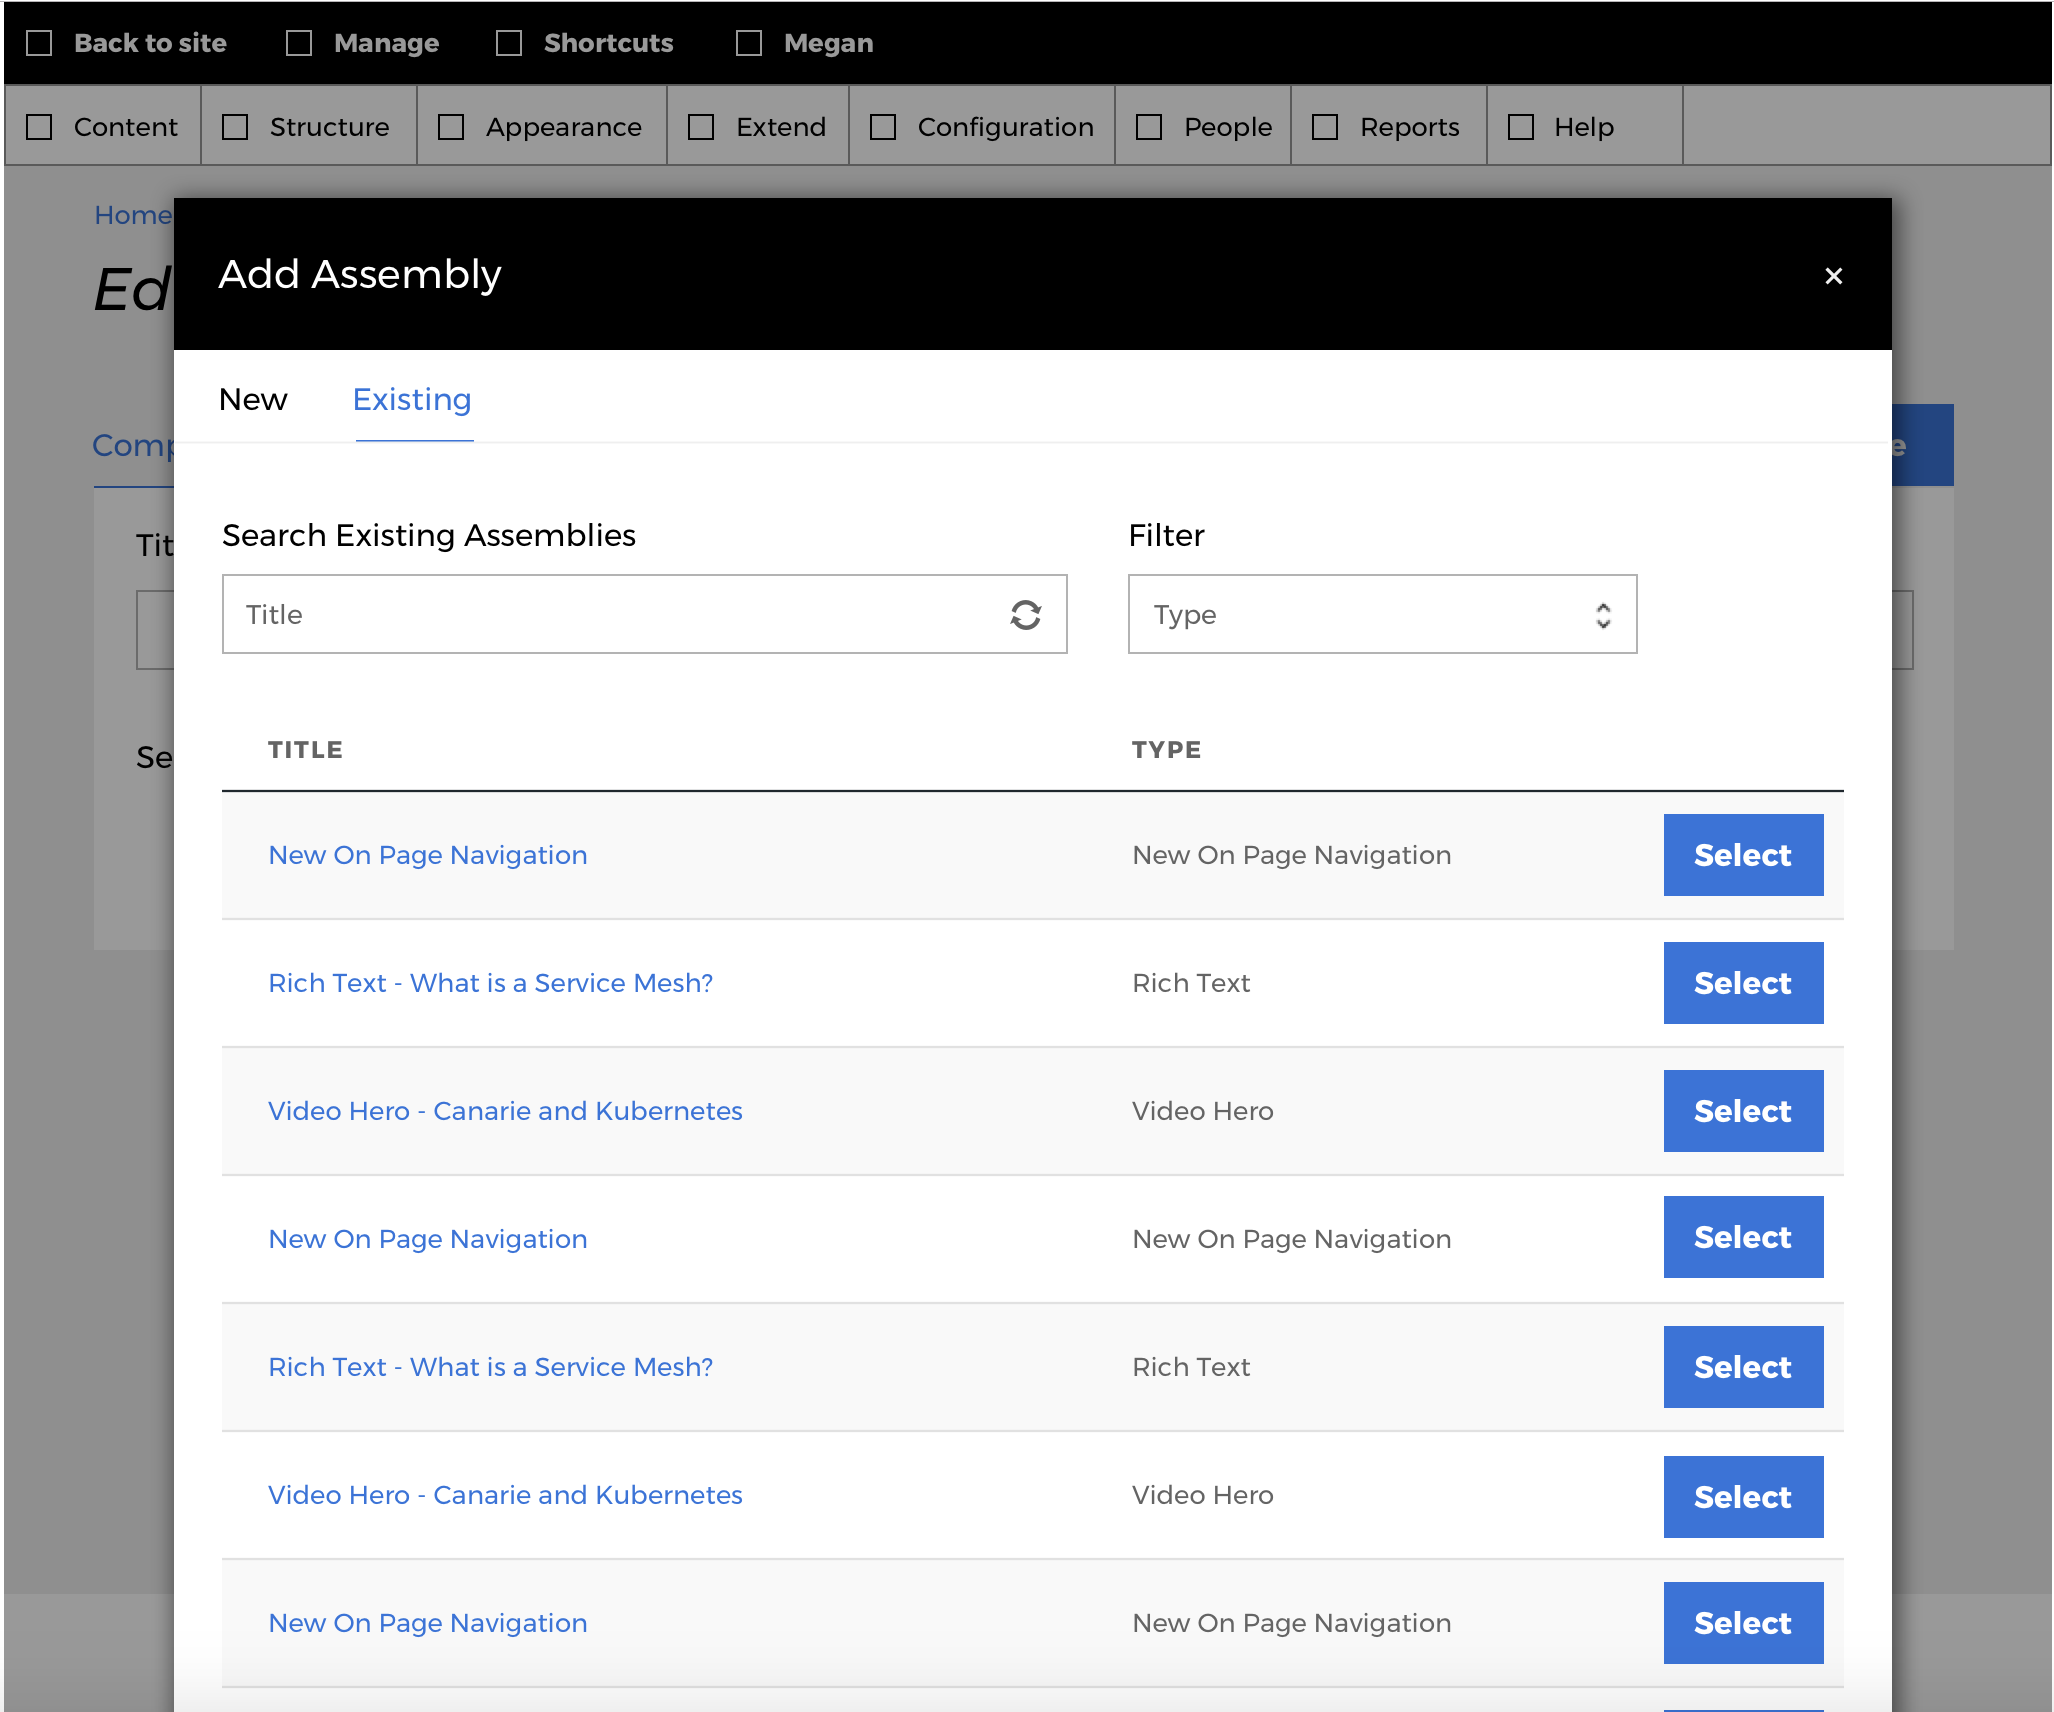 Back to site Manage Shortcuts Megan
Content Structure Appearance Extend Configuration People Reports Help
Home
Ed
Add Assembly
×
New Existing
Comp
e
Tit
Search Existing Assemblies Filter
Title Type
TITLE TYPE
Se
New On Page Navigation New On Page Navigation Select
Rich Text - What is a Service Mesh? Rich Text Select
Video Hero - Canarie and Kubernetes Video Hero Select
New On Page Navigation New On Page Navigation Select
Rich Text - What is a Service Mesh? Rich Text Select
Video Hero - Canarie and Kubernetes Video Hero Select
New On Page Navigation New On Page Navigation Select